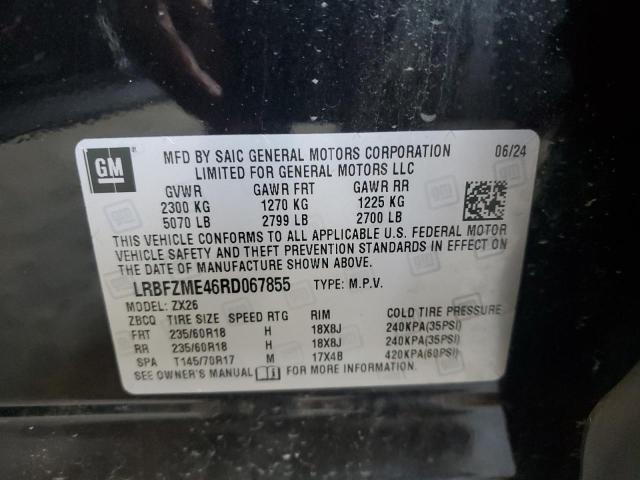 GM
MFD BY SAIC GENERAL MOTORS CORPORATION 06/24
LIMITED FOR GENERAL MOTORS LLC
GVWR GAWR FRT GAWR RR
2300 KG 1270 KG 1225 KG
5070 LB 2799 LB 2700 LB
THIS VEHICLE CONFORMS TO ALL APPLICABLE U.S. FEDERAL MOTOR
VEHICLE SAFETY AND THEFT PREVENTION STANDARDS IN EFFECT ON
THE DATE OF MANUFACTURE SHOWN ABOVE.
LRBFZME46RD067855 TYPE: M.P.V.
MODEL: ZX26
ZBCQ TIRE SIZE SPEED RTG RIM COLD TIRE PRESSURE
FRT 235/60R18 H 18X8J 240KPA(35PSI)
RR 235/60R18 H 18X8J 240KPA(35PSI)
SPA T145/70R17 M 17X4B 420KPA(60PSI)
SEE OWNER'S MANUAL FOR MORE INFORMATION